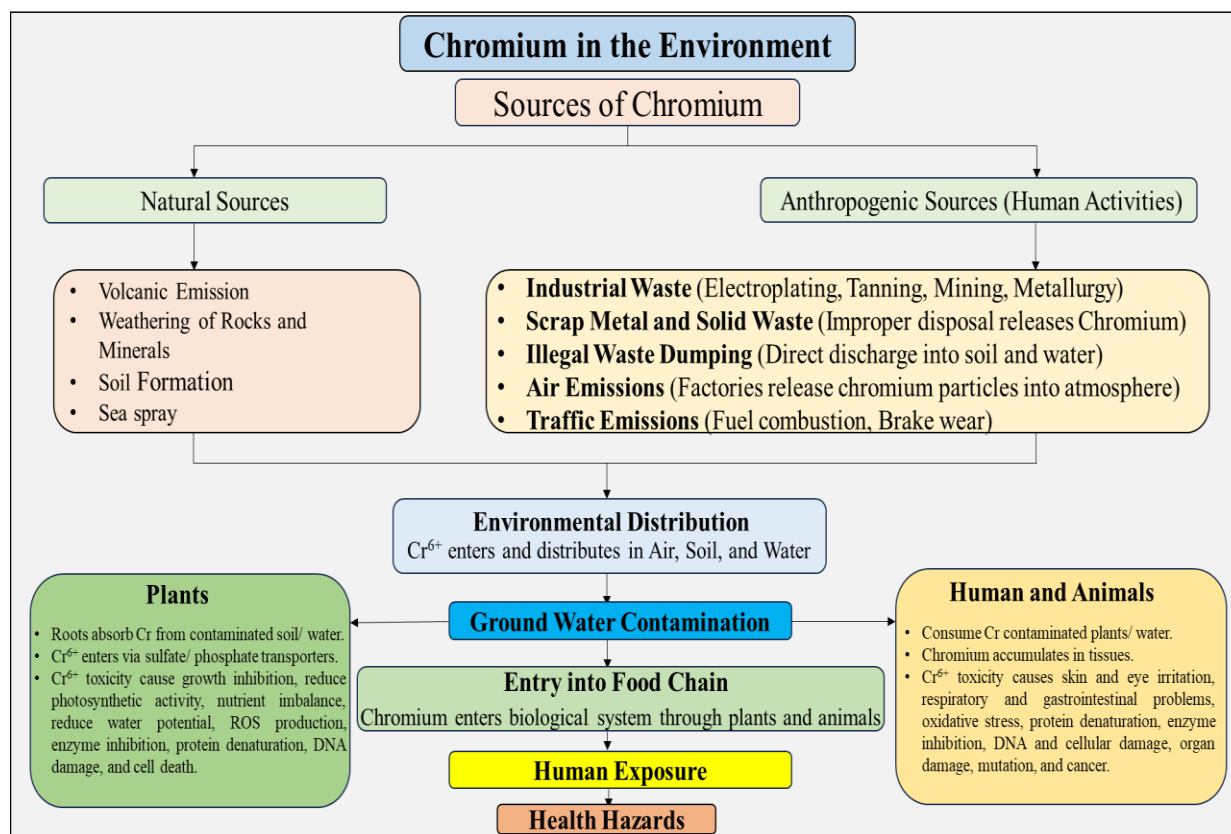 Chromium in the Environment
Sources of Chromium
Natural Sources
Anthropogenic Sources (Human Activities)
• Volcanic Emission
• Weathering of Rocks and
Minerals
• Soil Formation
• Sea spray
• Industrial Waste (Electroplating, Tanning, Mining, Metallurgy)
• Scrap Metal and Solid Waste (Improper disposal releases Chromium)
• Illegal Waste Dumping (Direct discharge into soil and water)
• Air Emissions (Factories release chromium particles into atmosphere)
• Traffic Emissions (Fuel combustion, Brake wear)
Environmental Distribution
Cr⁶⁺ enters and distributes in Air, Soil, and Water
Plants
• Roots absorb Cr from contaminated soil/ water.
• Cr⁶⁺ enters via sulfate/ phosphate transporters.
• Cr⁶⁺ toxicity cause growth inhibition, reduce
photosynthetic activity, nutrient imbalance,
reduce water potential, ROS production,
enzyme inhibition, protein denaturation, DNA
damage, and cell death.
Ground Water Contamination
Human and Animals
• Consume Cr contaminated plants/ water.
• Chromium accumulates in tissues.
• Cr⁶⁺ toxicity causes skin and eye irritation,
respiratory and gastrointestinal problems,
oxidative stress, protein denaturation, enzyme
inhibition, DNA and cellular damage, organ
damage, mutation, and cancer.
Entry into Food Chain
Chromium enters biological system through plants and animals
Human Exposure
Health Hazards